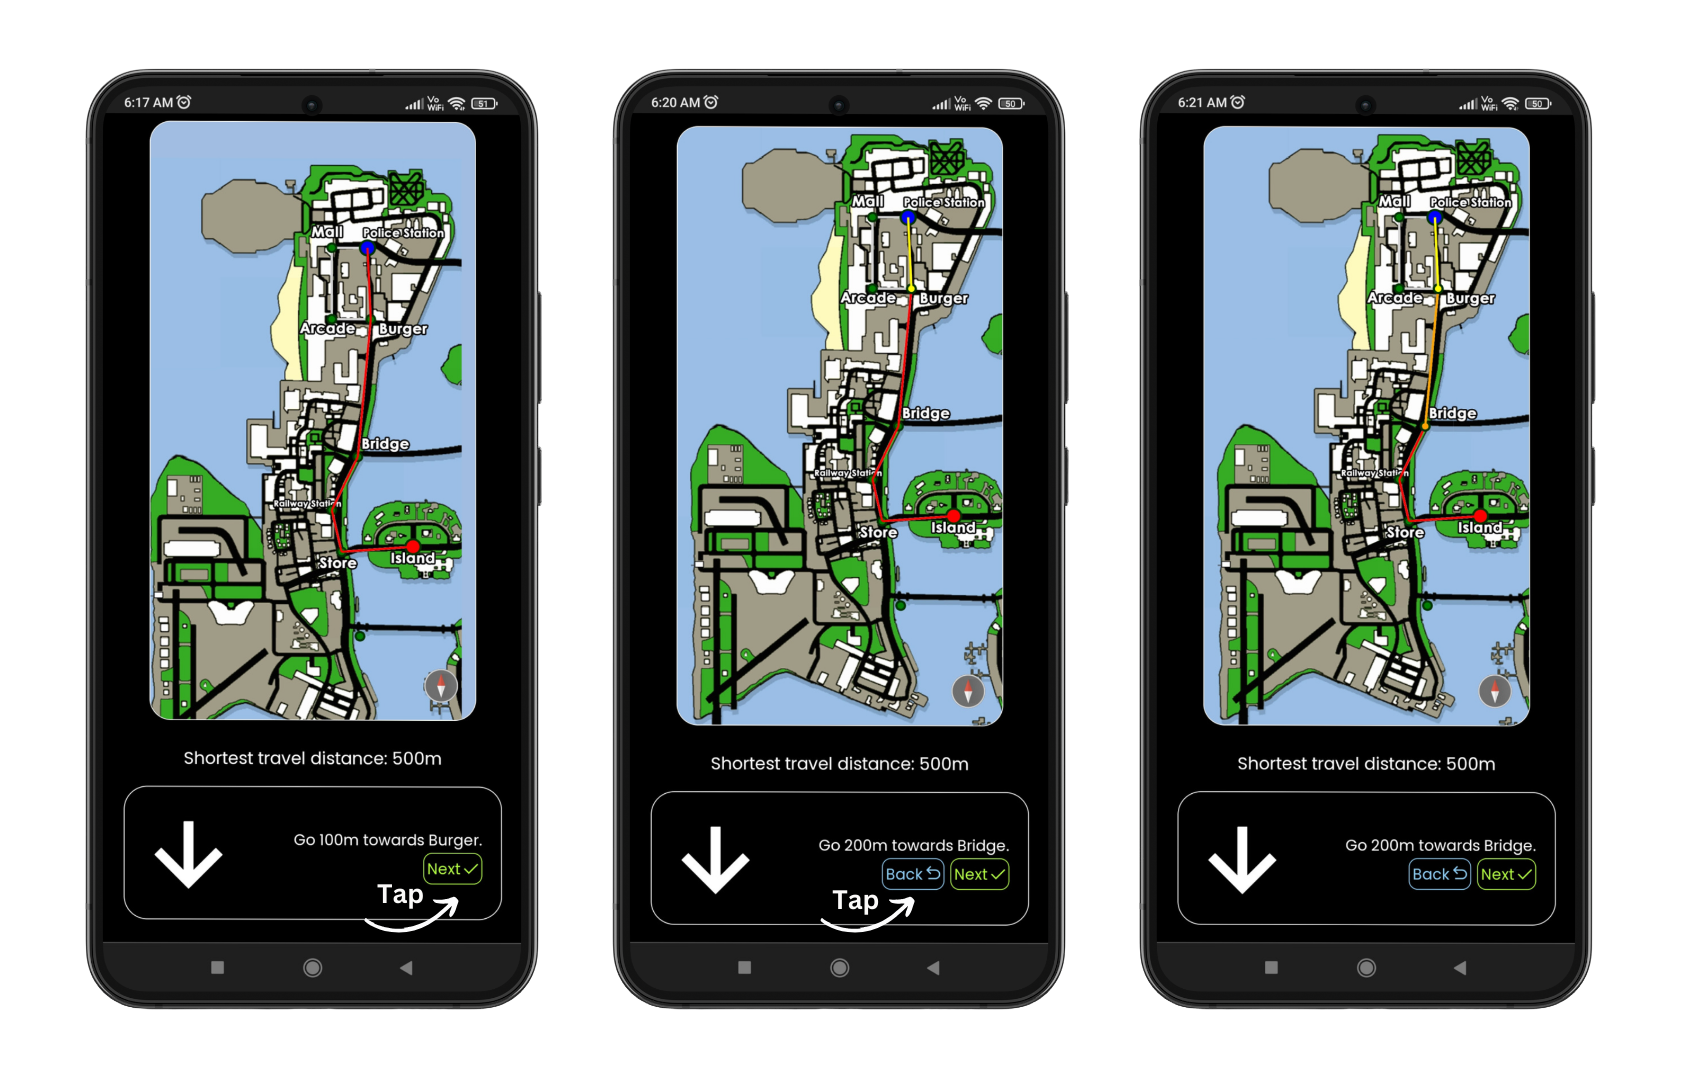 6:17 AM
Vo
WiFi
51
Mall
Police Station
Arcade
Burger
Bridge
Railway Station
Store
Island
Shortest travel distance: 500m
Go 100m towards Burger.
Next
Tap
6:20 AM
Vo
WiFi
50
Mall
Police Station
Arcade
Burger
Bridge
Railway Station
Island
Store
Shortest travel distance: 500m
Go 200m towards Bridge.
Back
Next
Tap
6:21 AM
Vo
WiFi
50
Mall
Police Station
Arcade
Burger
Bridge
Railway Station
Island
Store
Shortest travel distance: 500m
Go 200m towards Bridge.
Back
Next